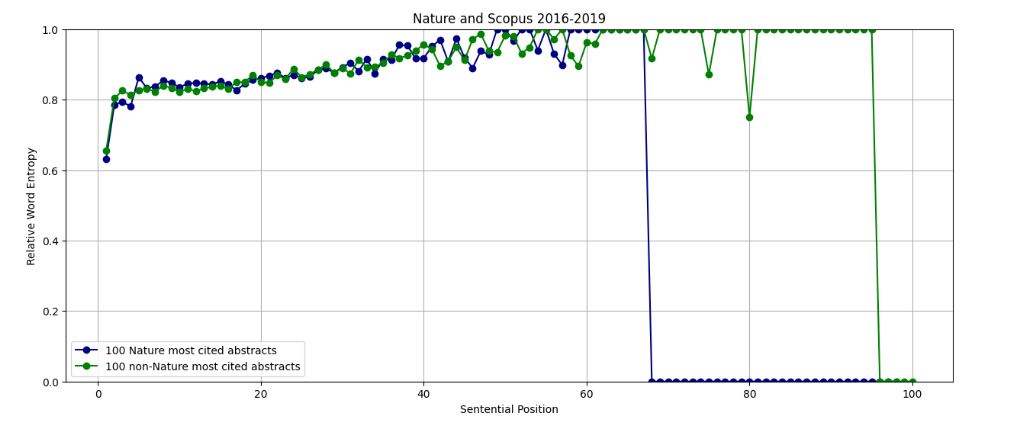 Nature and Scopus 2016-2019
1.0
0.8
0.6
0.4
0.2
0.0
Relative Word Entropy
100 Nature most cited abstracts
100 non-Nature most cited abstracts
0
20
40
60
80
100
Sentential Position